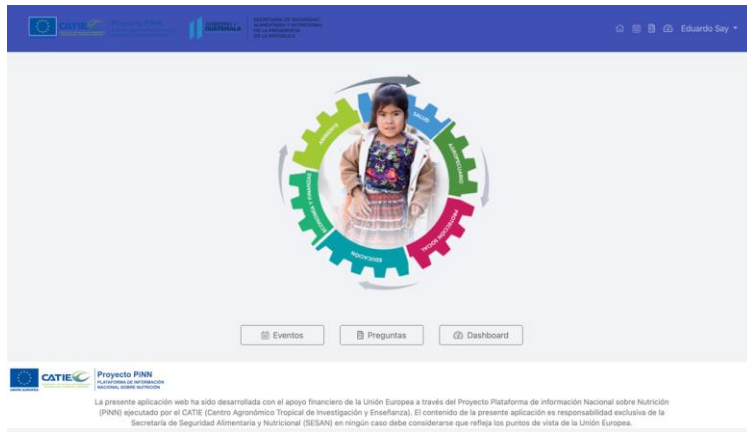 CATIE
Proyecto PiNN
GOBIERNO de
GUATEMALA
SECRETARÍA DE SEGURIDAD
ALIMENTARIA Y NUTRICIONAL
DE LA PRESIDENCIA
DE LA REPÚBLICA
Eduardo Say
AMBIENTE
SALUD
AGROPECUARIO
ECONOMÍA Y
PROTECCIÓN SOCIAL
EDUCACIÓN
Eventos
Preguntas
Dashboard
UNIÓN EUROPEA
CATIE
Proyecto PiNN
PLATAFORMA DE INFORMACIÓN
NACIONAL SOBRE NUTRICIÓN
La presente aplicación web ha sido desarrollada con el apoyo financiero de la Unión Europea a través del Proyecto Plataforma de información Nacional sobre Nutrición
(PiNN) ejecutado por el CATIE (Centro Agronómico Tropical de Investigación y Enseñanza). El contenido de la presente aplicación es responsabilidad exclusiva de la
Secretaría de Seguridad Alimentaria y Nutricional (SESAN) en ningún caso debe considerarse que refleja los puntos de vista de la Unión Europea.